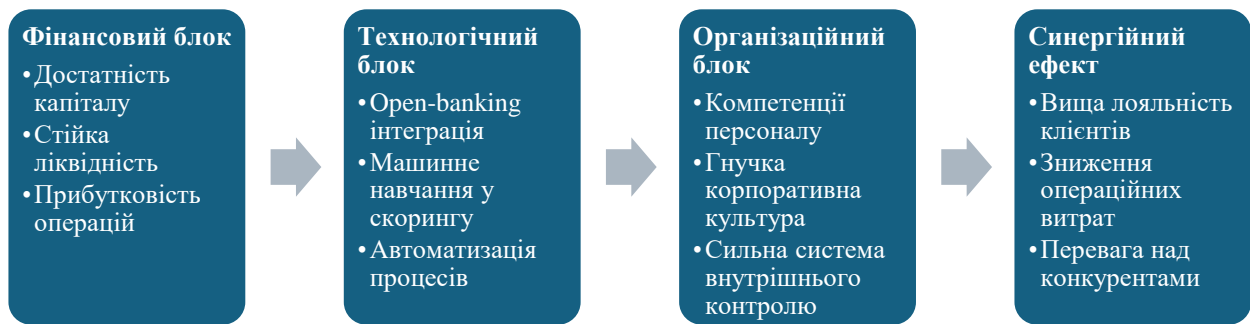 Фінансовий блок
•Достатність
капіталу
•Стійка
ліквідність
•Прибутковість
операцій
Технологічний
блок
•Open-banking
інтеграція
•Машинне
навчання у
скорингу
•Автоматизація
процесів
Організаційний
блок
•Компетенції
персоналу
•Гнучка
корпоративна
культура
•Сильна система
внутрішнього
контролю
Синергійний
ефект
•Вища лояльність
клієнтів
•Зниження
операційних
витрат
•Перевага над
конкурентами